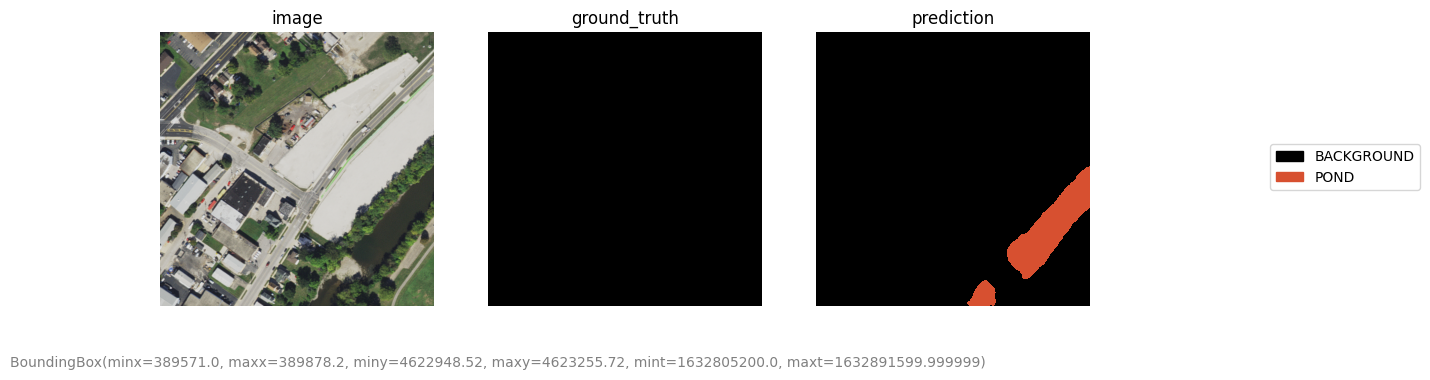 image
ground_truth
prediction
BACKGROUND
POND
BoundingBox(minx=389571.0, maxx=389878.2, miny=4622948.52, maxy=4623255.72, mint=1632805200.0, maxt=1632891599.999999)